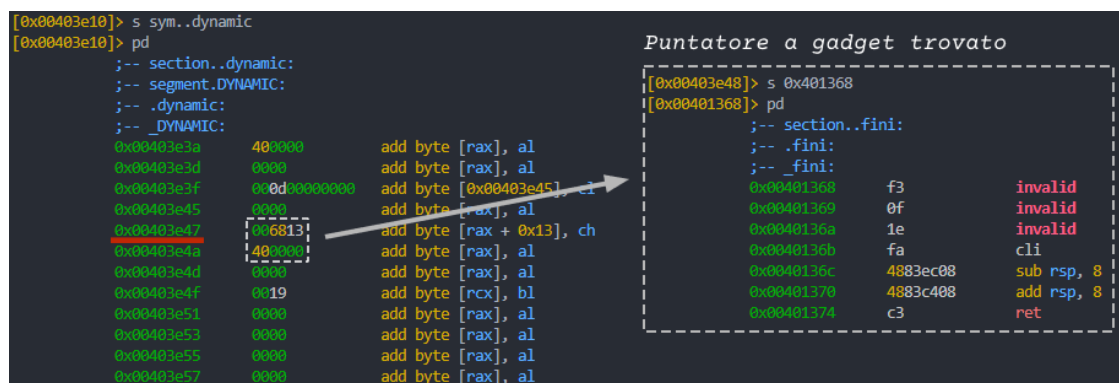 [0x00403e10]> s sym..dynamic
[0x00403e10]> pd
;-- section..dynamic:
;-- segment.DYNAMIC:
;-- .dynamic:
;-- _DYNAMIC:
0x00403e3a 400000 add byte [rax], al
0x00403e3d 0000 add byte [rax], al
0x00403e3f 000d00000000 add byte [0x00403e45], cl
0x00403e45 0000 add byte [rax], al
0x00403e47 006813 add byte [rax + 0x13], ch
0x00403e4a 400000 add byte [rax], al
0x00403e4d 0000 add byte [rax], al
0x00403e4f 0019 add byte [rcx], bl
0x00403e51 0000 add byte [rax], al
0x00403e53 0000 add byte [rax], al
0x00403e55 0000 add byte [rax], al
0x00403e57 0000 add byte [rax], al
Puntatore a gadget trovato
[0x00403e48]> s 0x401368
[0x00401368]> pd
;-- section..fini:
;-- .fini:
;-- _fini:
0x00401368 f3 invalid
0x00401369 0f invalid
0x0040136a 1e invalid
0x0040136b fa cli
0x0040136c 4883ec08 sub rsp, 8
0x00401370 4883c408 add rsp, 8
0x00401374 c3 ret